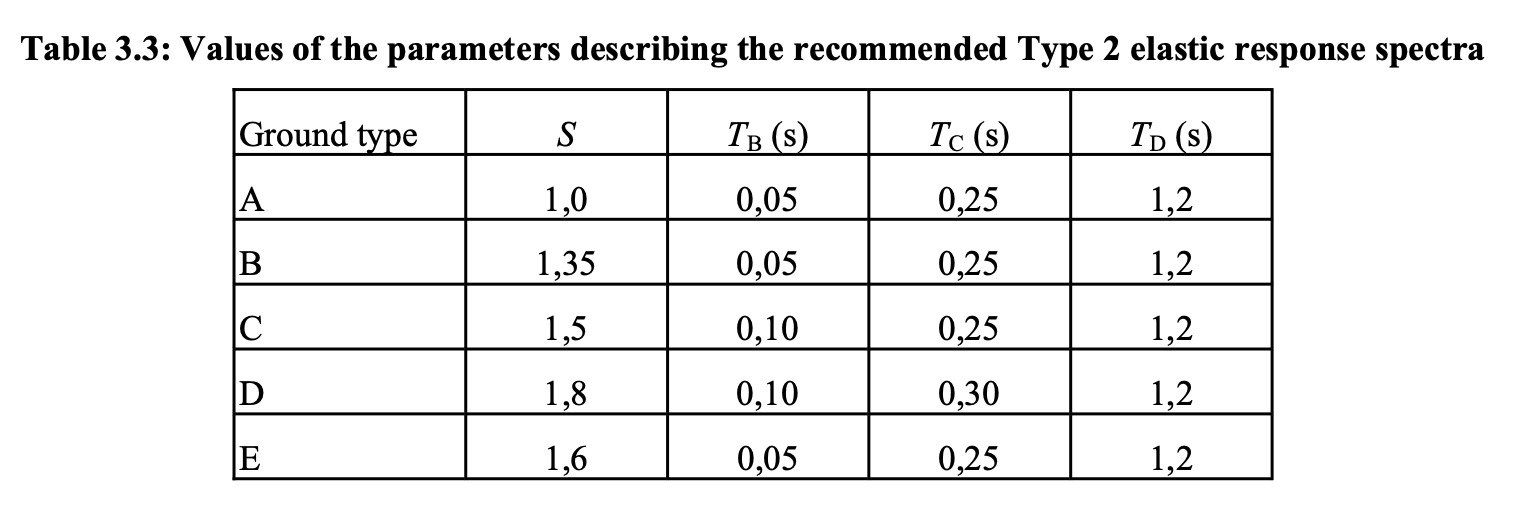 Table 3.3: Values of the parameters describing the recommended Type 2 elastic response spectra
Ground type S TB (s) TC (s) TD (s)
A 1,0 0,05 0,25 1,2
B 1,35 0,05 0,25 1,2
C 1,5 0,10 0,25 1,2
D 1,8 0,10 0,30 1,2
E 1,6 0,05 0,25 1,2